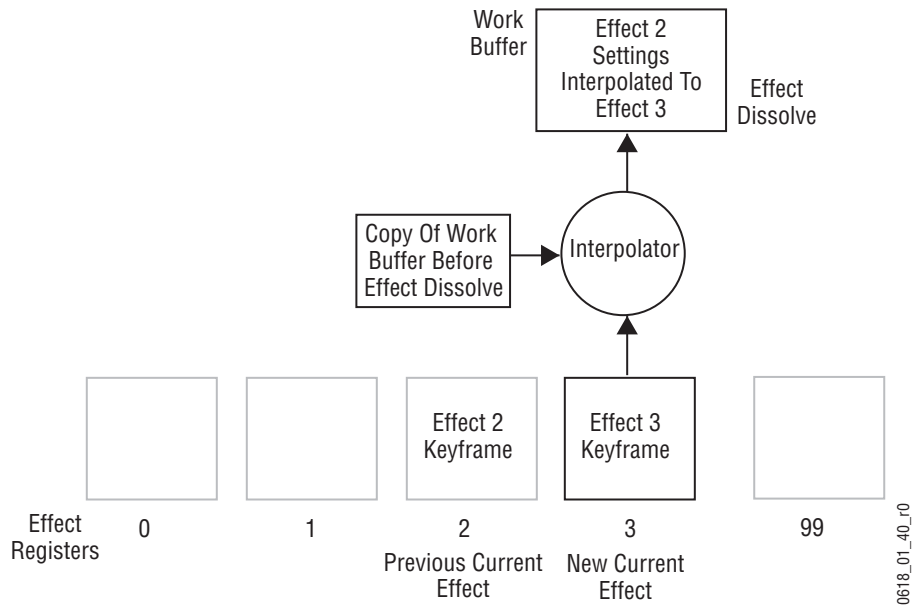 Work
Buffer
Effect 2
Settings
Interpolated To
Effect 3
Effect
Dissolve
Copy Of Work
Buffer Before
Effect Dissolve
Interpolator
Effect 2
Keyframe
Effect 3
Keyframe
Effect
Registers
0
1
2
3
99
Previous Current
Effect
New Current
Effect
0618_01_40_r0